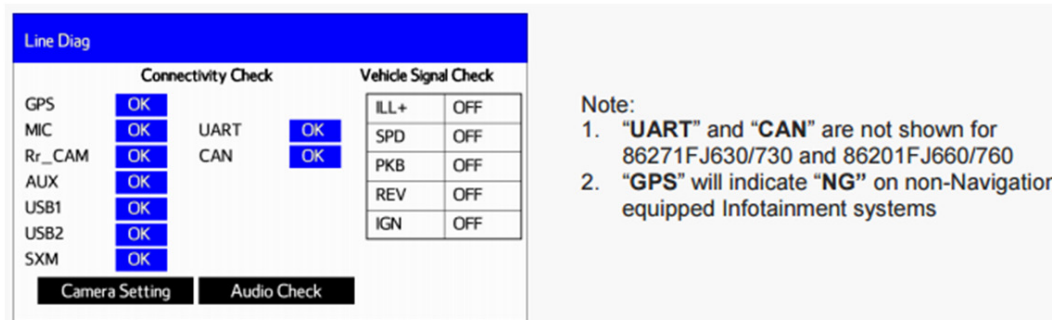 Line Diag
Connectivity Check
Vehicle Signal Check
GPS OK
MIC OK UART OK
Rr_CAM OK CAN OK
AUX OK
USB1 OK
USB2 OK
SXM OK
ILL+ OFF
SPD OFF
PKB OFF
REV OFF
IGN OFF
Camera Setting Audio Check
Note:
1. “UART” and “CAN” are not shown for
86271FJ630/730 and 86201FJ660/760
2. “GPS” will indicate “NG” on non-Navigation
equipped Infotainment systems